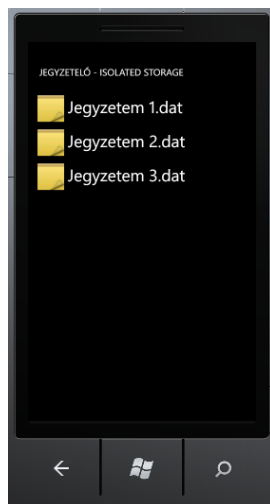 JEGYZETELŐ - ISOLATED STORAGE
Jegyzetem 1.dat
Jegyzetem 2.dat
Jegyzetem 3.dat